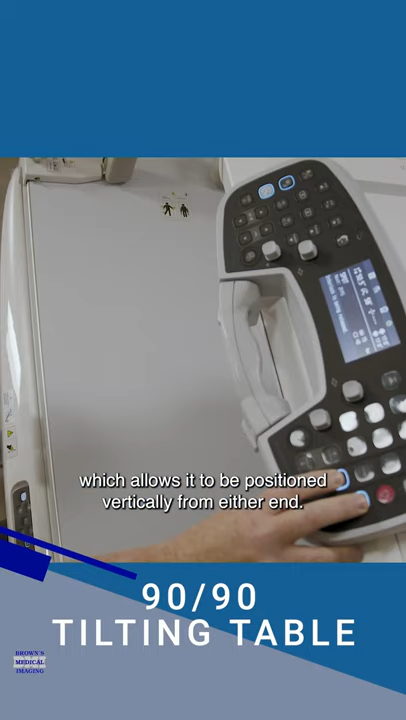 which allows it to be positioned
vertically from either end.
90/90
TILTING TABLE
BROWN'S
MEDICAL
IMAGING